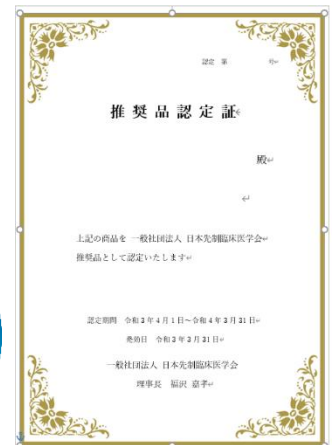 認定 第 号
推奨品認定証
殿
上記の商品を 一般社団法人 日本先制臨床医学会
推奨品として認定いたします
認定期間 令和3年4月1日～令和4年3月31日
発効日 令和3年3月31日
一般社団法人 日本先制臨床医学会
理事長 福沢 嘉孝